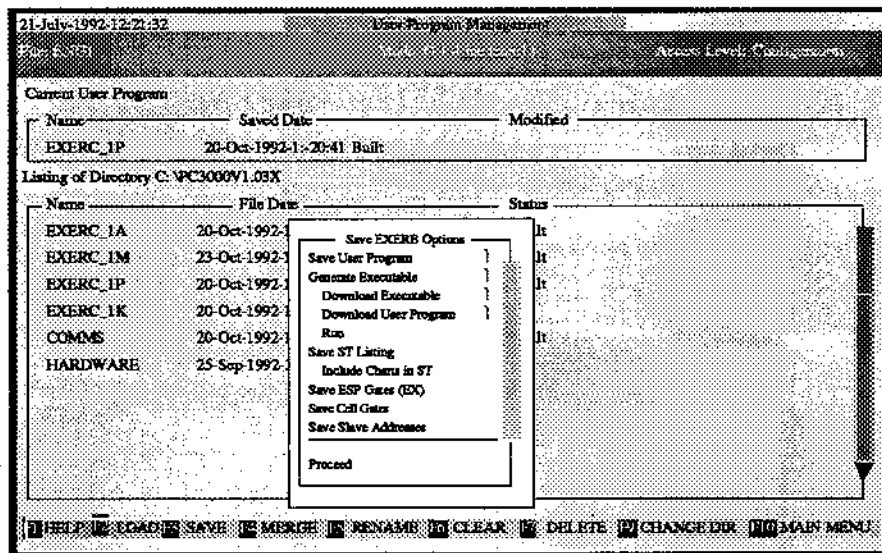 21-July-1992-12:21:32 User Program Management
Access Level: Configuration
Current User Program
Name Saved Date Modified
EXERC_1P 20-Oct-1992-1:-20:41 Built
Listing of Directory C: \PC3000V1.03X
Name File Date Status
EXERC_1A 20-Oct-1992-1 lt
EXERC_1M 23-Oct-1992-1 lt
EXERC_1P 20-Oct-1992-1 lt
EXERC_1K 20-Oct-1992-1
COMMS 20-Oct-1992-1 lt
HARDWARE 25-Sep-1992-1
Save EXERB Options
Save User Program
Generate Executable
Download Executable
Download User Program
Run
Save ST Listing
Include Charts in ST
Save ESP Gates (EX)
Save Cell Gates
Save Slave Addresses
Proceed
HELP LOAD SAVE MERGE RENAME CLEAR DELETE CHANGE DIR MAIN MENU